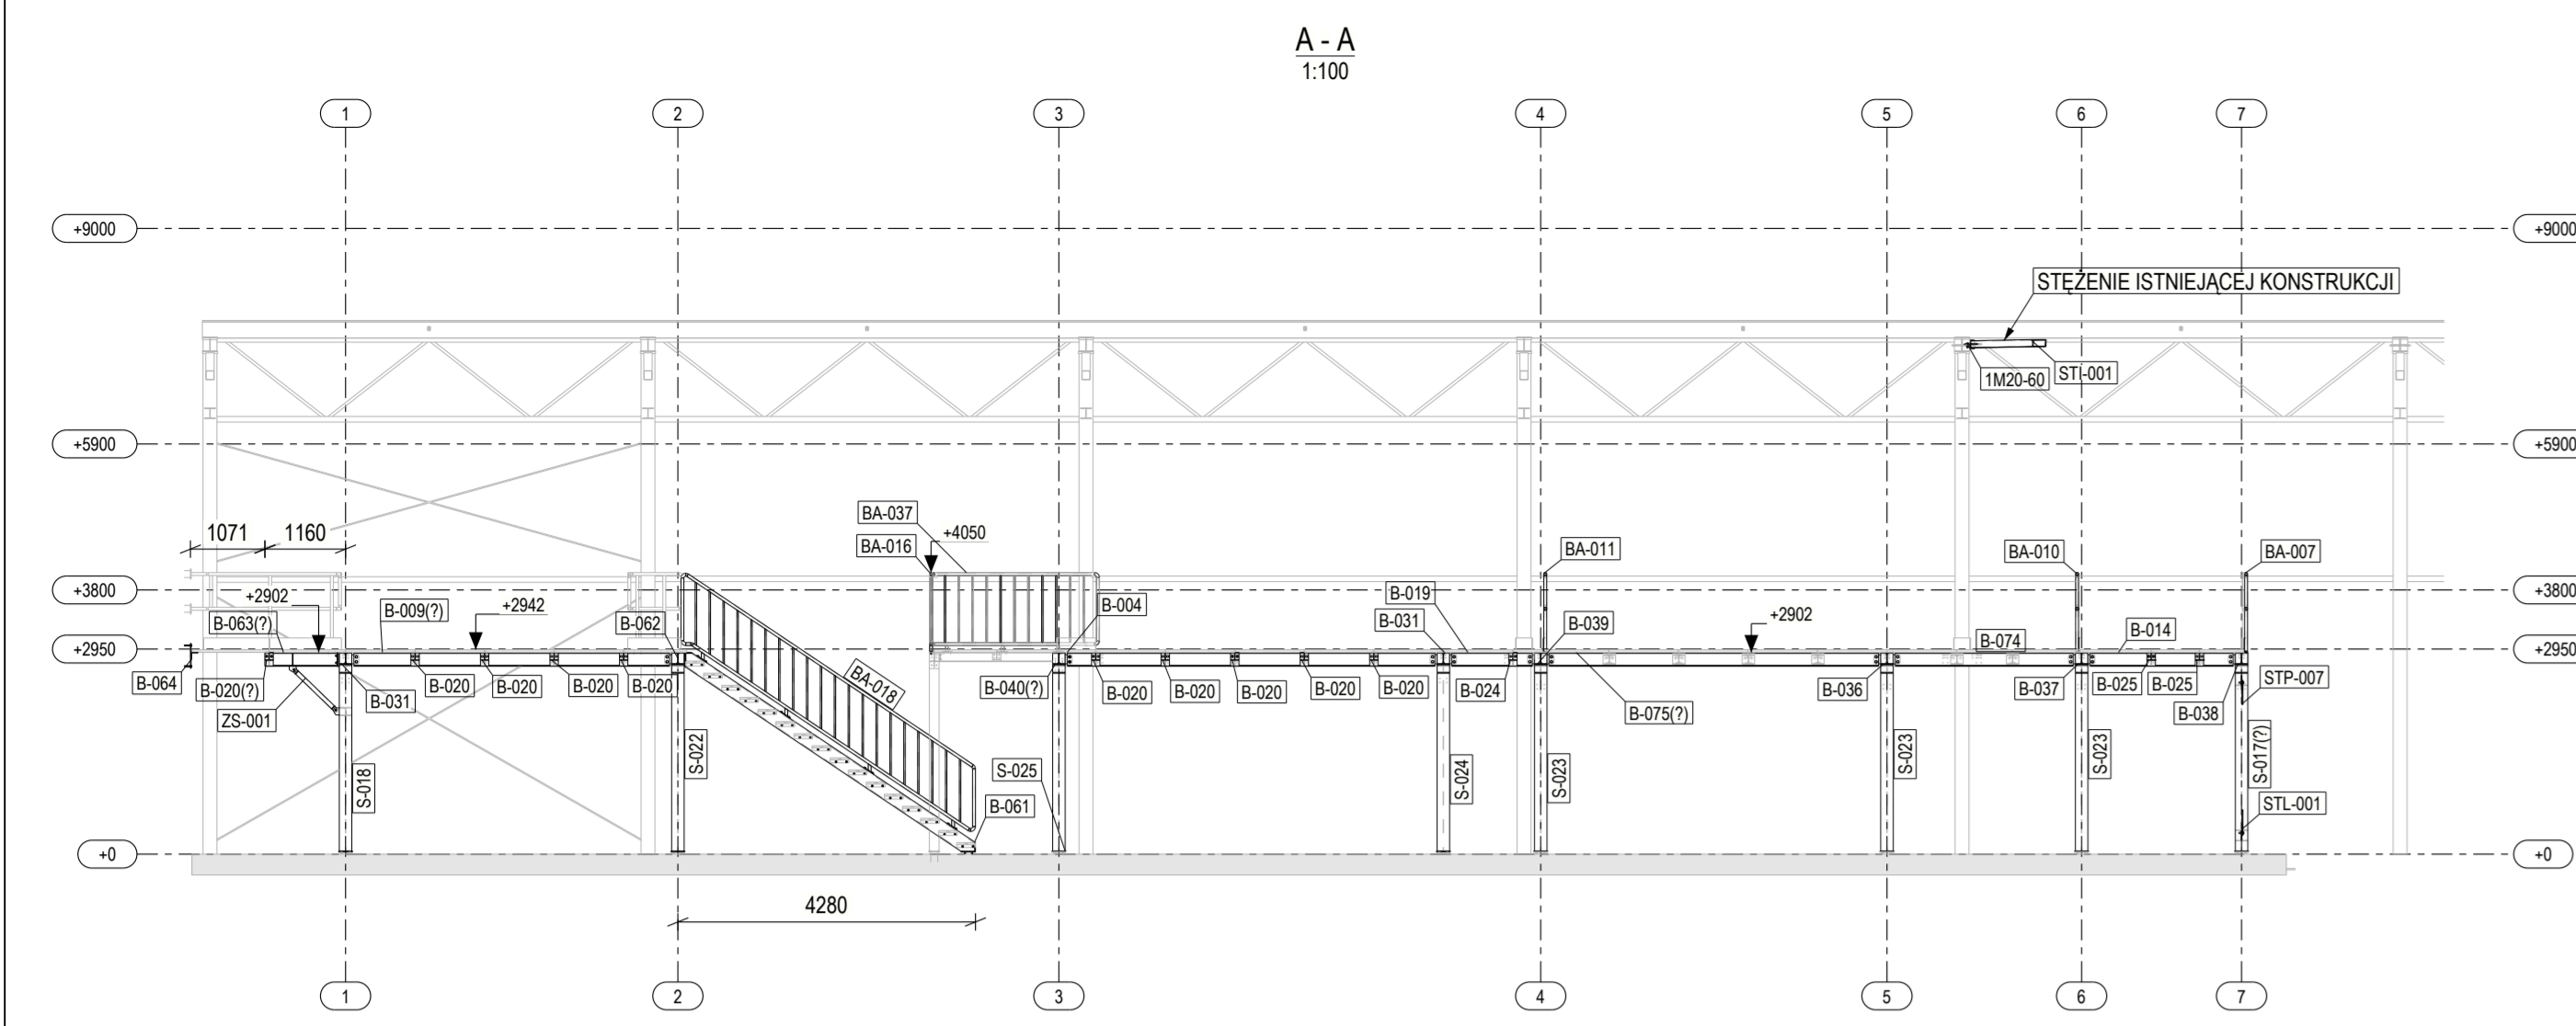 A - A
1:100
1 2 3 4 5 6 7
+9000 +9000
STĘŻENIE ISTNIEJĄCEJ KONSTRUKCJI
1M20-60 STI-001
+5900 +5900
1071 1160
BA-037
BA-016 +4050
BA-011 BA-010 BA-007
+3800 +3800
+2902 B-009(?) +2942
B-063(?) B-062
B-004 B-019
B-031 B-039 +2902
B-074 B-014
+2950 +2950
B-064 B-020(?) B-020 B-020 B-020 B-020
ZS-001 B-031
BA-018
B-040(?) B-020 B-020 B-020 B-020 B-020 B-024
B-075(?)
B-036 B-037 B-025 B-025 STP-007
B-038
S-018 S-022
S-025
S-024 S-023 S-023 S-023 S-017(?)
B-061
STL-001
+0 +0
4280
1 2 3 4 5 6 7